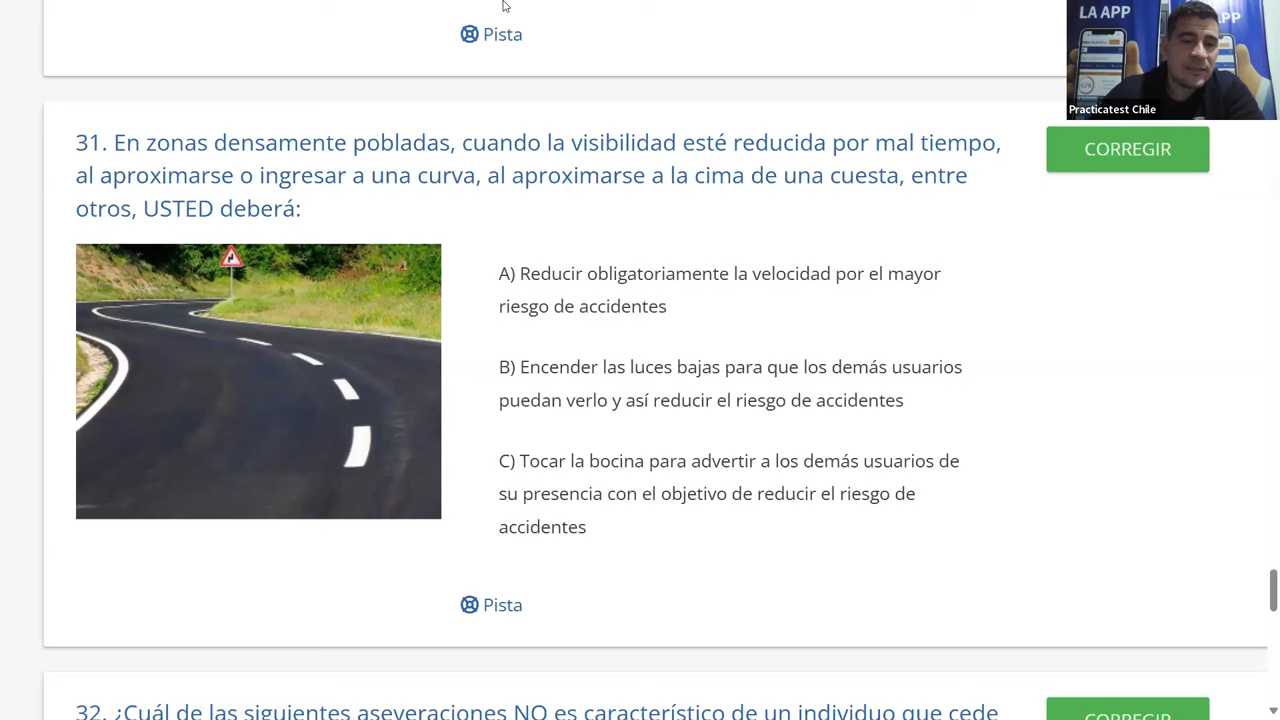 Pista
LA APP
PP
Practicatest Chile
31. En zonas densamente pobladas, cuando la visibilidad esté reducida por mal tiempo,
al aproximarse o ingresar a una curva, al aproximarse a la cima de una cuesta, entre
otros, USTED deberá:
CORREGIR
A) Reducir obligatoriamente la velocidad por el mayor
riesgo de accidentes
B) Encender las luces bajas para que los demás usuarios
puedan verlo y así reducir el riesgo de accidentes
C) Tocar la bocina para advertir a los demás usuarios de
su presencia con el objetivo de reducir el riesgo de
accidentes
Pista
32. ¿Cuál de las siguientes aseveraciones NO es característico de un individuo que cede
CORREGIR